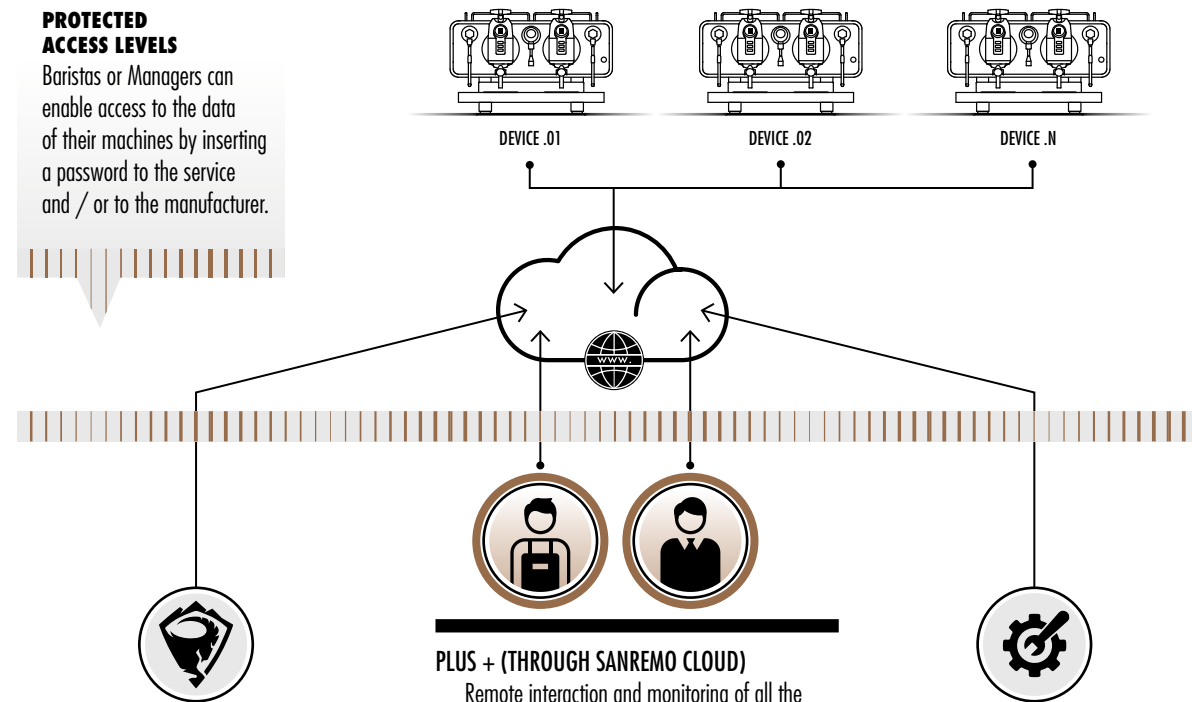 PROTECTED
ACCESS LEVELS
Baristas or Managers can
enable access to the data
of their machines by inserting
a password to the service
and / or to the manufacturer.
DEVICE .01
DEVICE .02
DEVICE .N
WWW.
PLUS + (THROUGH SANREMO CLOUD)
Remote interaction and monitoring of all the